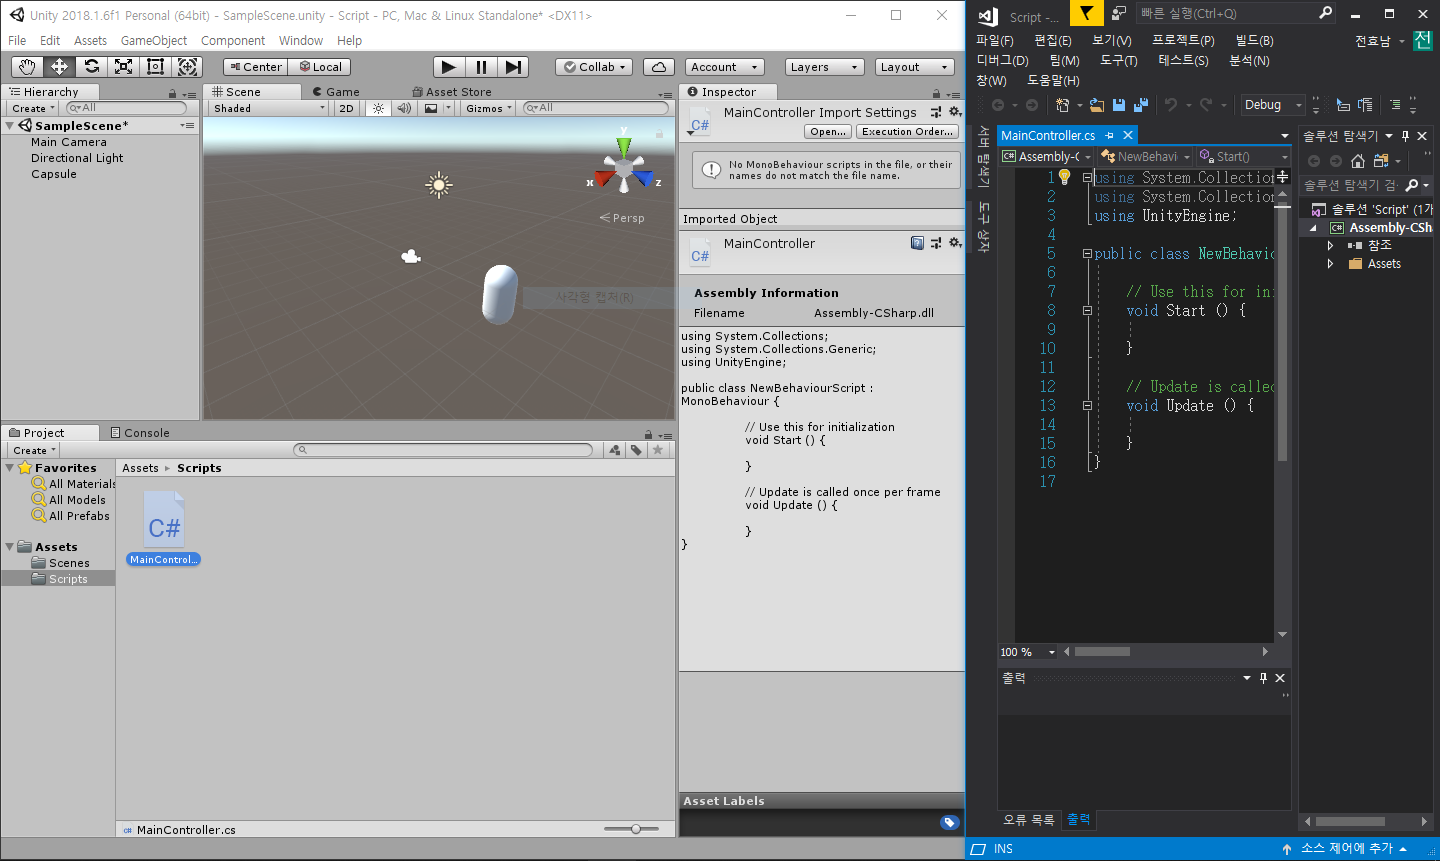 Unity 2018.1.6f1 Personal (64bit) - SampleScene.unity - Script - PC, Mac & Linux Standalone* <DX11>
File Edit Assets GameObject Component Window Help
Center Local
Collab Account Layers Layout
Hierarchy
Create All
SampleScene*
Main Camera
Directional Light
Capsule
Scene Game Asset Store
Shaded 2D Gizmos All
y
x z
Persp
사각형 캡처(R)
Inspector
MainController Import Settings
C#
Open... Execution Order...
No MonoBehaviour scripts in the file, or their
names do not match the file name.
Imported Object
MainController
C#
Assembly Information
Filename Assembly-CSharp.dll
using System.Collections;
using System.Collections.Generic;
using UnityEngine;
public class NewBehaviourScript :
MonoBehaviour {
// Use this for initialization
void Start () {
}
// Update is called once per frame
void Update () {
}
}
Asset Labels
Project Console
Create
Favorites
All Materials
All Models
All Prefabs
Assets
Scenes
Scripts
Assets Scripts
C#
MainControl...
MainController.cs
Script -... 빠른 실행(Ctrl+Q)
파일(F) 편집(E) 보기(V) 프로젝트(P) 빌드(B) 전효남 전
디버그(D) 팀(M) 도구(T) 테스트(S) 분석(N)
창(W) 도움말(H)
Debug
서버 탐색기
도구 상자
MainController.cs
C# Assembly-C NewBehavi Start()
1 using System.Collection
2 using System.Collection
3 using UnityEngine;
4
5 public class NewBehavio
6
7 // Use this for ini
8 void Start () {
9
10 }
11
12 // Update is called
13 void Update () {
14
15 }
16 }
17
100 %
출력
오류 목록 출력
솔루션 탐색기
솔루션 탐색기 검
솔루션 'Script' (1가
C# Assembly-CSha
참조
Assets
INS 소스 제어에 추가